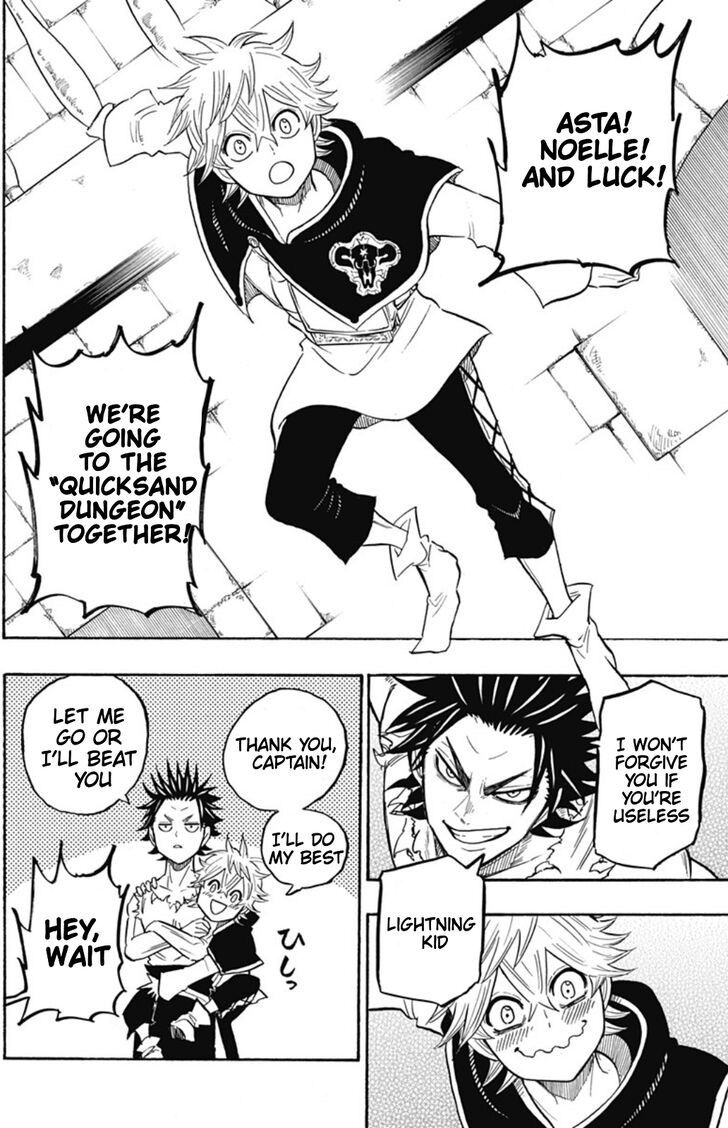 ASTA!
NOELLE!
AND LUCK!
WE'RE
GOING
TO THE
"QUICKSAND
DUNGEON"
TOGETHER!
I WON'T
FORGIVE
YOU IF
YOU'RE
USELESS
LIGHTNING
KID
THANK YOU,
CAPTAIN!
I'LL DO
MY BEST
LET ME
GO OR
I'LL BEAT
YOU
ひしっ
HEY,
WAIT